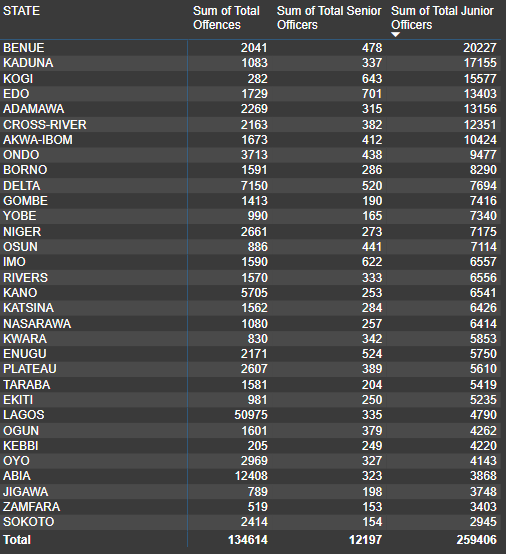 STATE Sum of Total Offences Sum of Total Senior Officers Sum of Total Junior Officers
BENUE 2041 478 20227
KADUNA 1083 337 17155
KOGI 282 643 15577
EDO 1729 701 13403
ADAMAWA 2269 315 13156
CROSS-RIVER 2163 382 12351
AKWA-IBOM 1673 412 10424
ONDO 3713 438 9477
BORNO 1591 286 8290
DELTA 7150 520 7694
GOMBE 1413 190 7416
YOBE 990 165 7340
NIGER 2661 273 7175
OSUN 886 441 7114
IMO 1590 622 6557
RIVERS 1570 333 6556
KANO 5705 253 6541
KATSINA 1562 284 6426
NASARAWA 1080 257 6414
KWARA 830 342 5853
ENUGU 2171 524 5750
PLATEAU 2607 389 5610
TARABA 1581 204 5419
EKITI 981 250 5235
LAGOS 50975 335 4790
OGUN 1601 379 4262
KEBBI 205 249 4220
OYO 2969 327 4143
ABIA 12408 323 3868
JIGAWA 789 198 3748
ZAMFARA 519 153 3403
SOKOTO 2414 154 2945
Total 134614 12197 259406